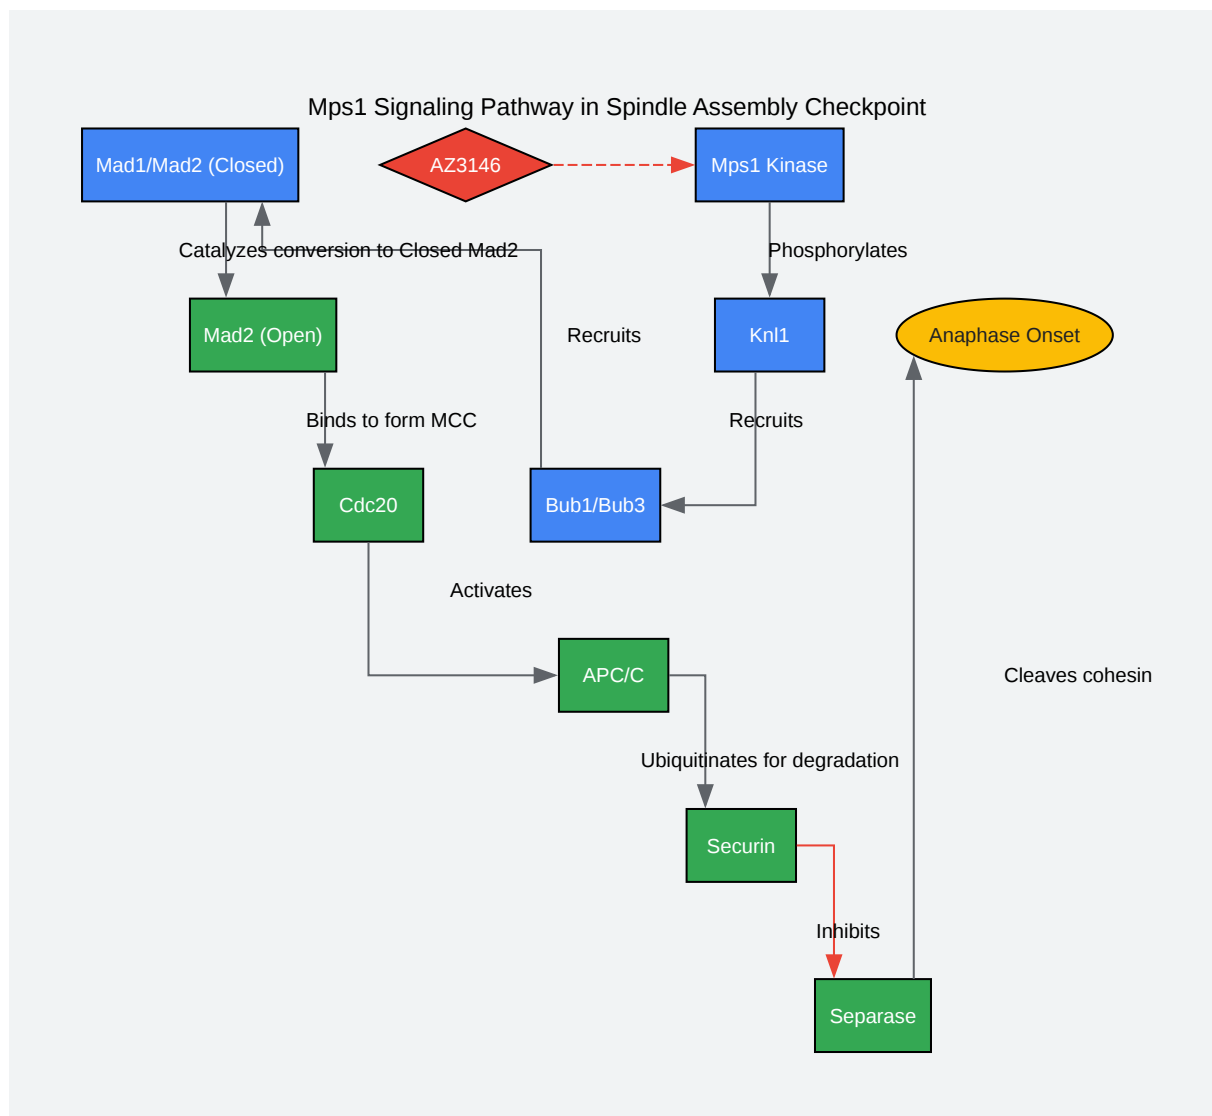 Mps1 Signaling Pathway in Spindle Assembly Checkpoint
Mad1/Mad2 (Closed)
AZ3146
Mps1 Kinase
Catalyzes conversion to Closed Mad2
Phosphorylates
Mad2 (Open)
Recruits
Knl1
Anaphase Onset
Binds to form MCC
Recruits
Cdc20
Bub1/Bub3
Activates
APC/C
Cleaves cohesin
Ubiquitinates for degradation
Securin
Inhibits
Separase